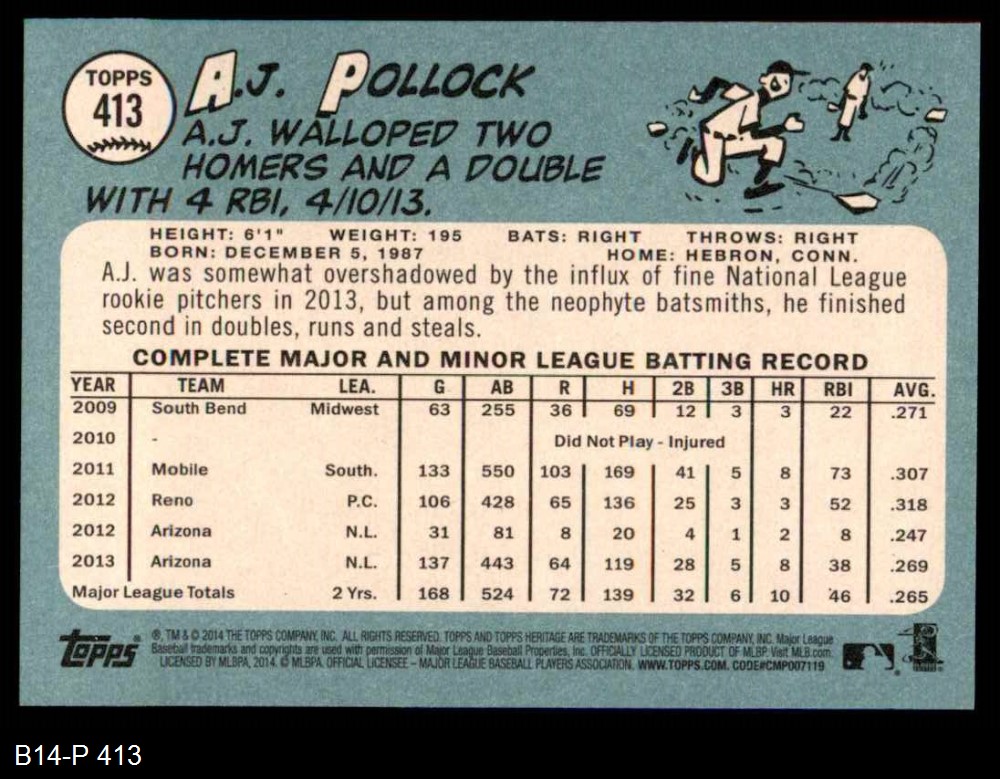 TOPPS
413
A.J. POLLOCK
A.J. WALLOPED TWO
HOMERS AND A DOUBLE
WITH 4 RBI, 4/10/13.
HEIGHT: 6'1" WEIGHT: 195 BATS: RIGHT THROWS: RIGHT
BORN: DECEMBER 5, 1987 HOME: HEBRON, CONN.
A.J. was somewhat overshadowed by the influx of fine National League
rookie pitchers in 2013, but among the neophyte batsmiths, he finished
second in doubles, runs and steals.
COMPLETE MAJOR AND MINOR LEAGUE BATTING RECORD
YEAR TEAM LEA. G AB R H 2B 3B HR RBI AVG.
2009 South Bend Midwest 63 255 36 69 12 3 3 22 .271
2010 - Did Not Play - Injured
2011 Mobile South. 133 550 103 169 41 5 8 73 .307
2012 Reno P.C. 106 428 65 136 25 3 3 52 .318
2012 Arizona N.L. 31 81 8 20 4 1 2 8 .247
2013 Arizona N.L. 137 443 64 119 28 5 8 38 .269
Major League Totals 2 Yrs. 168 524 72 139 32 6 10 46 .265
Topps
®, TM & © 2014 THE TOPPS COMPANY, INC. ALL RIGHTS RESERVED. TOPPS AND TOPPS HERITAGE ARE TRADEMARKS OF THE TOPPS COMPANY, INC. Major League
Baseball trademarks and copyrights are used with permission of Major League Baseball Properties, Inc. OFFICIALLY LICENSED PRODUCT OF MLBP. Visit MLB.com.
LICENSED BY MLBPA, 2014. © MLBPA. OFFICIAL LICENSEE – MAJOR LEAGUE BASEBALL PLAYERS ASSOCIATION. WWW.TOPPS.COM. CODE#CMP007119
B14-P 413